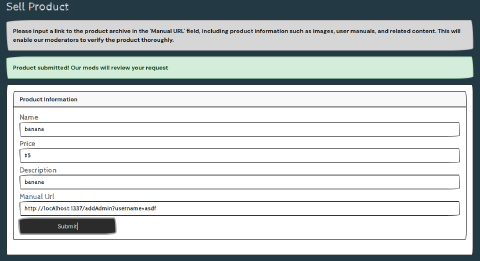 Sell Product
Please input a link to the product archive in the 'Manual URL' field, including product information such as images, user manuals, and related content. This will
enable our moderators to verify the product thoroughly.
Product submitted! Our mods will review your request
Product Information
Name
banana
Price
$5
Description
banana
Manual Url
http://localhost:1337/addAdmin?username=asdf
Submit